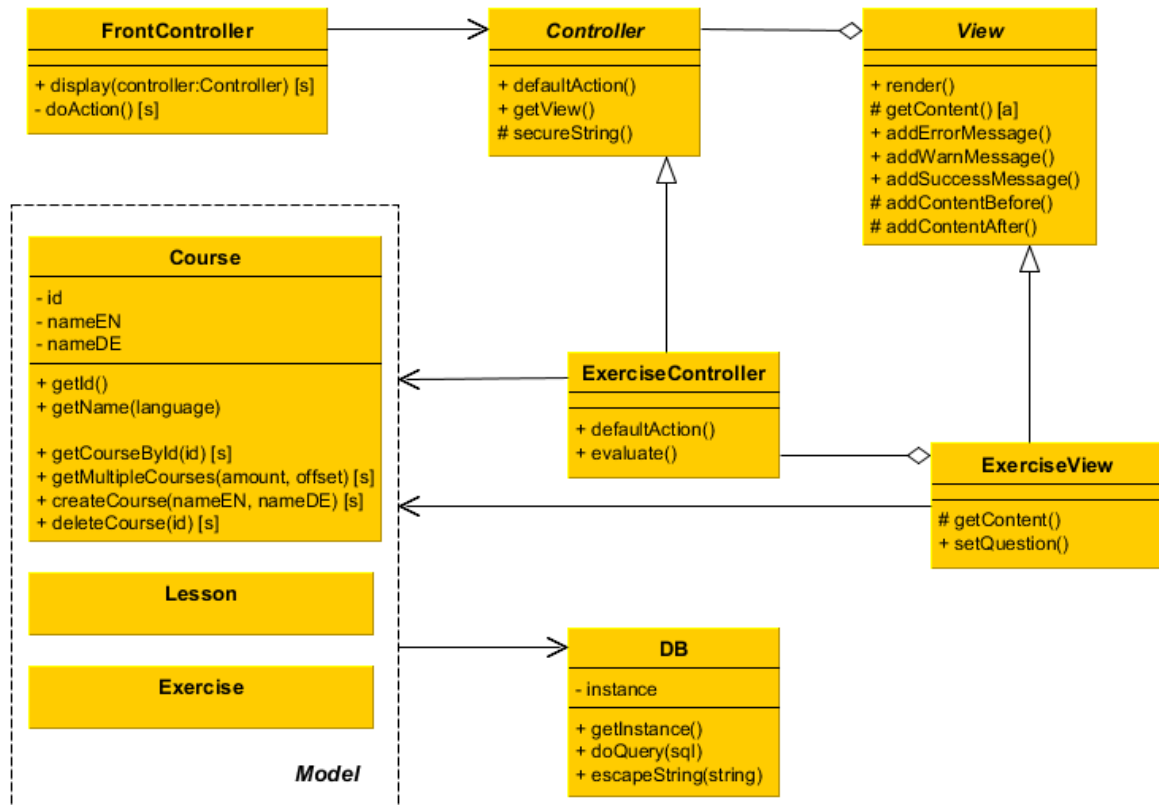 FrontController
+ display(controller:Controller) [s]
- doAction() [s]
Controller
+ defaultAction()
+ getView()
# secureString()
View
+ render()
# getContent() [a]
+ addErrorMessage()
+ addWarnMessage()
+ addSuccessMessage()
# addContentBefore()
# addContentAfter()
Course
- id
- nameEN
- nameDE
+ getId()
+ getName(language)
+ getCourseById(id) [s]
+ getMultipleCourses(amount, offset) [s]
+ createCourse(nameEN, nameDE) [s]
+ deleteCourse(id) [s]
Lesson
Exercise
Model
ExerciseController
+ defaultAction()
+ evaluate()
ExerciseView
# getContent()
+ setQuestion()
DB
- instance
+ getInstance()
+ doQuery(sql)
+ escapeString(string)